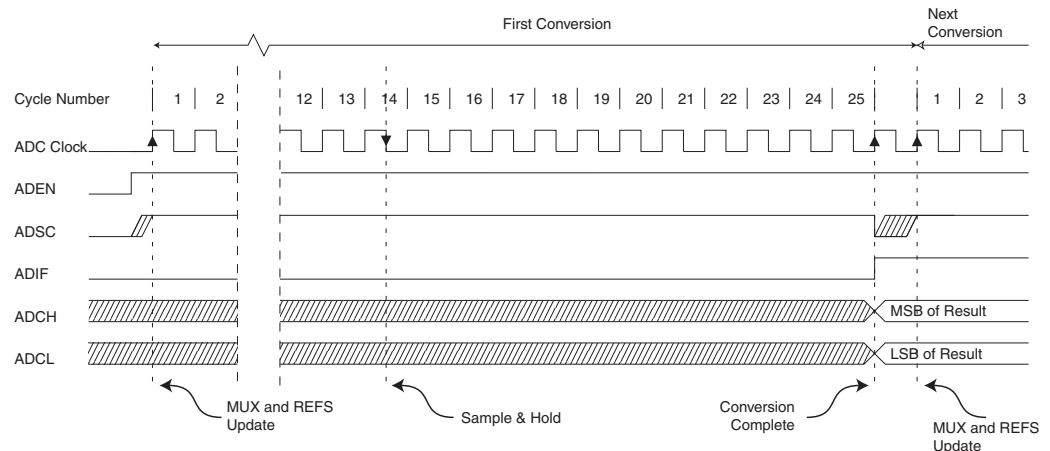 First Conversion
Next
Conversion
Cycle Number 1 2 12 13 14 15 16 17 18 19 20 21 22 23 24 25 1 2 3
ADC Clock
ADEN
ADSC
ADIF
ADCH MSB of Result
ADCL LSB of Result
MUX and REFS
Update
Sample & Hold
Conversion
Complete
MUX and REFS
Update